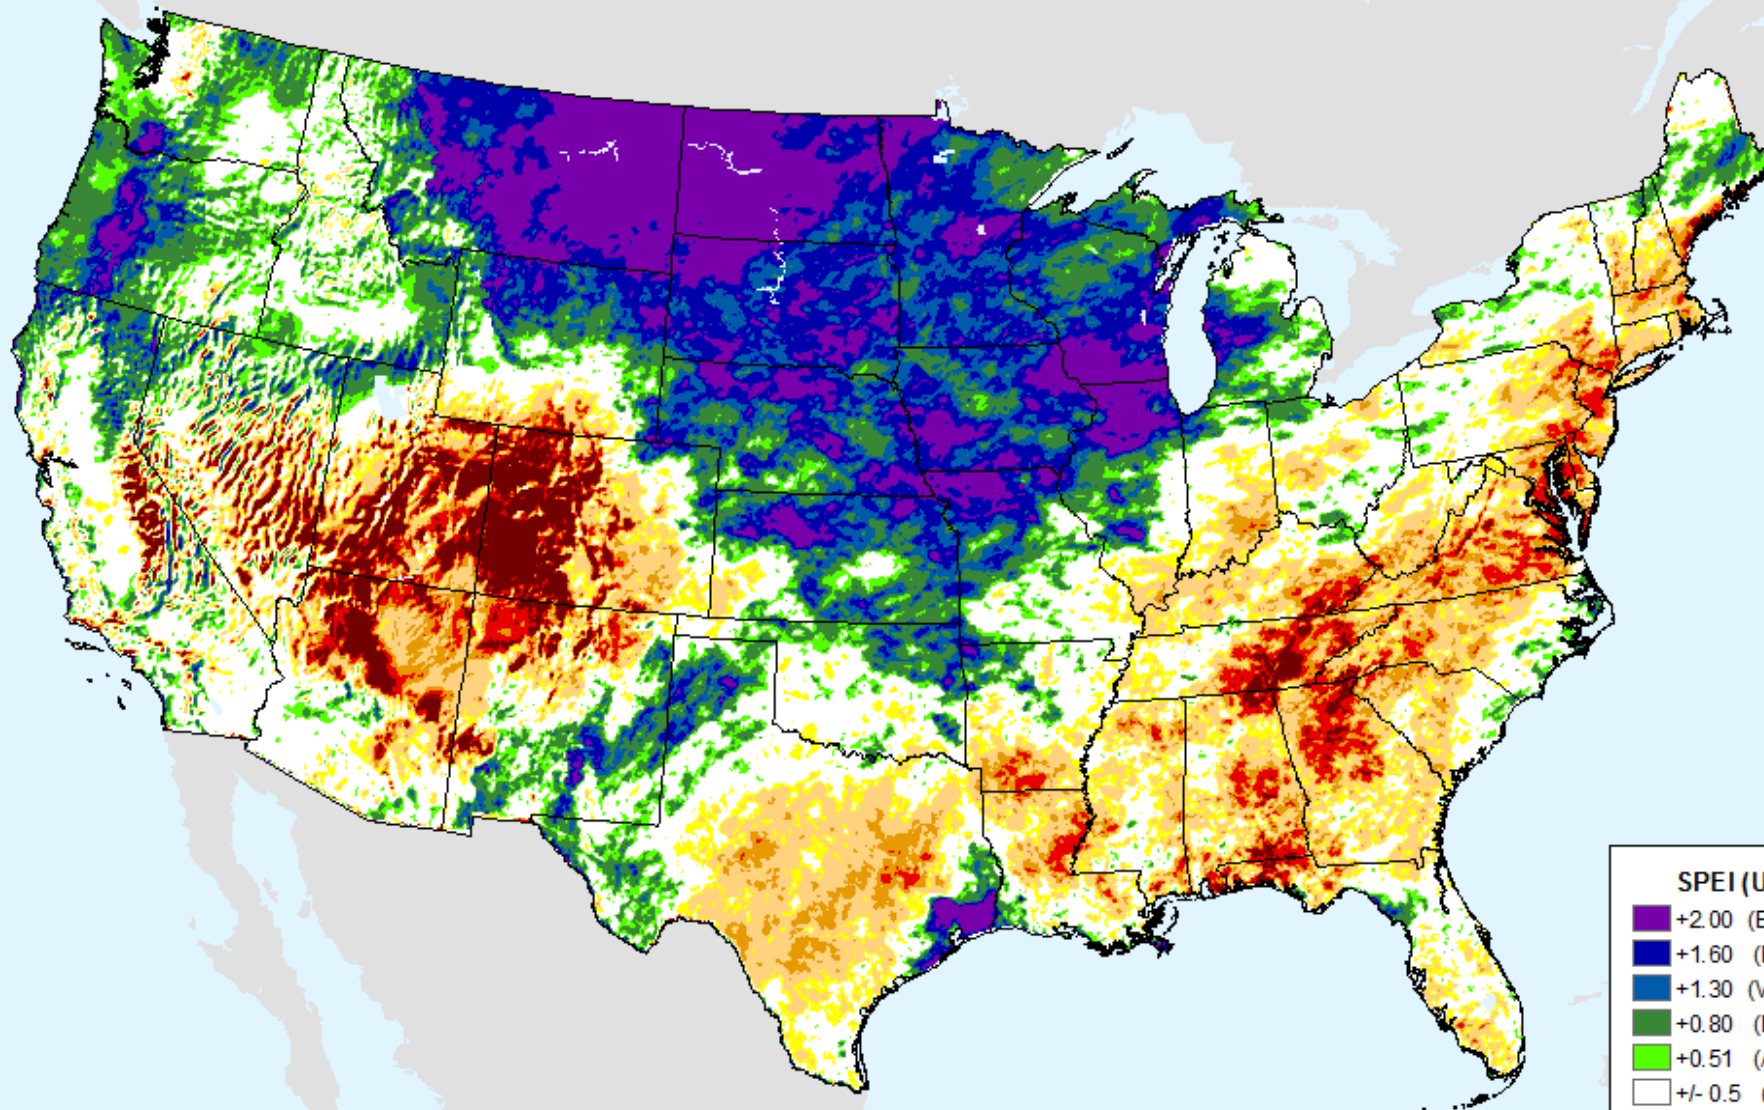 SPEI (U
+2.00 (E
+1.60 (
+1.30 (V
+0.80 (
+0.51 (
+/- 0.5 (